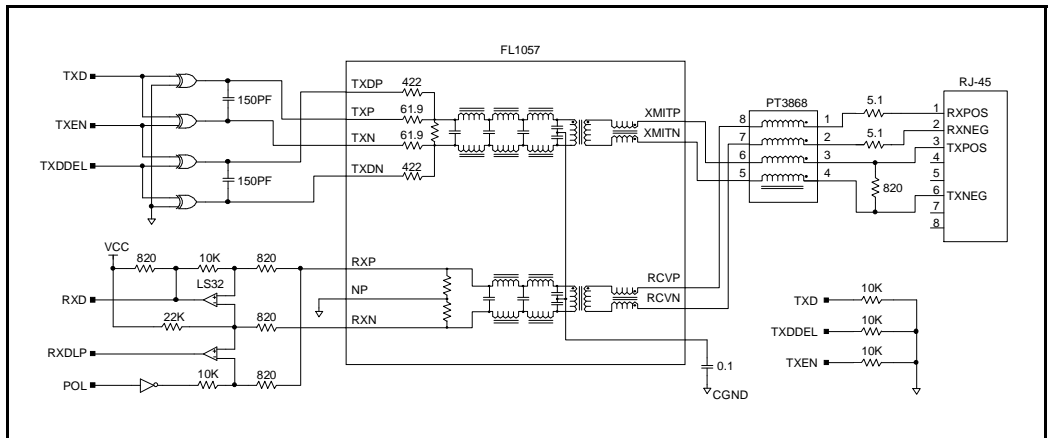 FL1057
RJ-45
PT3868
TXD
TXEN
TXDDEL
150PF
150PF
TXDP
422
TXP
61.9
TXN
61.9
TXDN
422
XMITP
XMITN
8
7
6
5
1
2
3
4
5.1
5.1
820
1
2
3
4
5
6
7
8
RXPOS
RXNEG
TXPOS
TXNEG
VCC
820
10K
820
LS32
RXD
22K
820
RXDLP
10K
820
POL
RXP
NP
RXN
RCVP
RCVN
0.1
CGND
TXD
10K
TXDDEL
10K
TXEN
10K